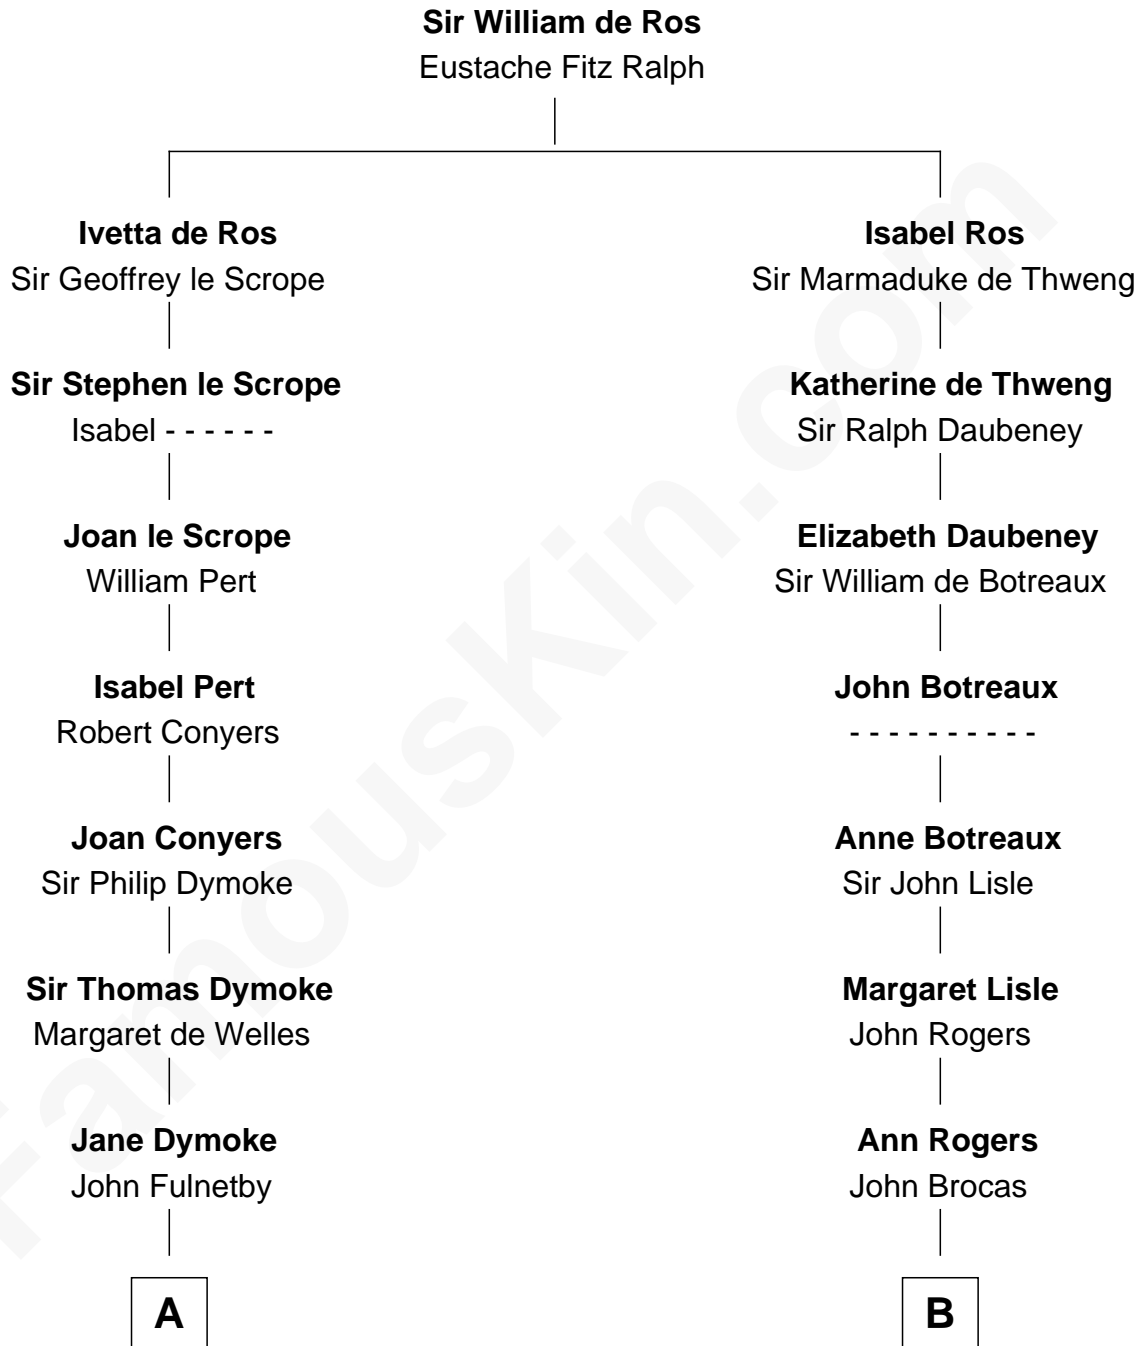 Sir William de Ros
Eustache Fitz Ralph
Ivetta de Ros
Sir Geoffrey le Scrope
Isabel Ros
Sir Marmaduke de Thweng
Sir Stephen le Scrope
Isabel - - - - - -
Katherine de Thweng
Sir Ralph Daubeney
Joan le Scrope
William Pert
Elizabeth Daubeney
Sir William de Botreaux
Isabel Pert
Robert Conyers
John Botreaux
- - - - - - - - - -
Joan Conyers
Sir Philip Dymoke
Anne Botreaux
Sir John Lisle
Sir Thomas Dymoke
Margaret de Welles
Margaret Lisle
John Rogers
Jane Dymoke
John Fulnetby
Ann Rogers
John Brocas
A
B
FamousKin.com